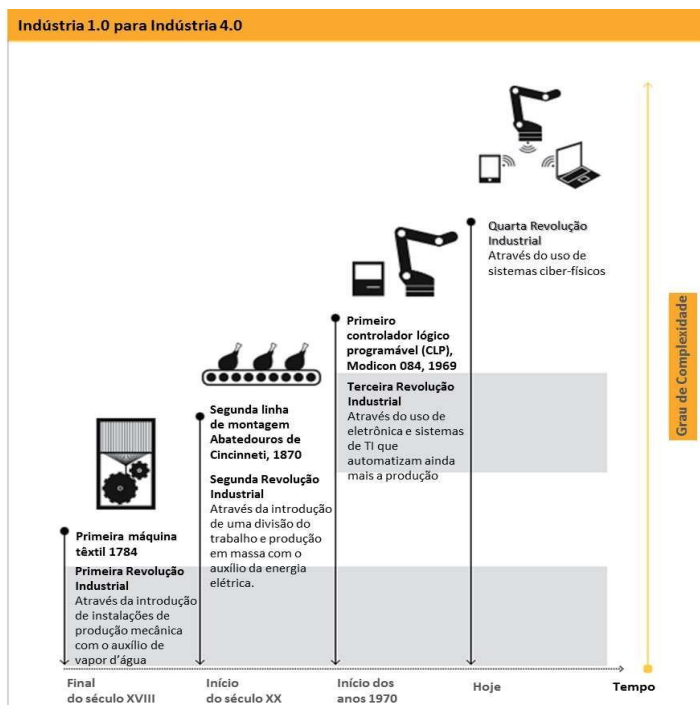 Indústria 1.0 para Indústria 4.0
Quarta Revolução
Industrial
Através do uso de
sistemas ciber-físicos
Primeiro
controlador lógico
programável (CLP),
Modicon 084, 1969
Terceira Revolução
Industrial
Através do uso de
eletrônica e sistemas
de TI que
automatizam ainda
mais a produção
Segunda linha
de montagem
Abatedouros de
Cincinneti, 1870
Segunda Revolução
Industrial
Através da introdução
de uma divisão do
trabalho e produção
em massa com o
auxílio da energia
elétrica.
Primeira máquina
têxtil 1784
Primeira Revolução
Industrial
Através da introdução
de instalações de
produção mecânica
com o auxílio de
vapor d’água
Grau de Complexidade
Final
do século XVIII
Início
do século XX
Início dos
anos 1970
Hoje
Tempo